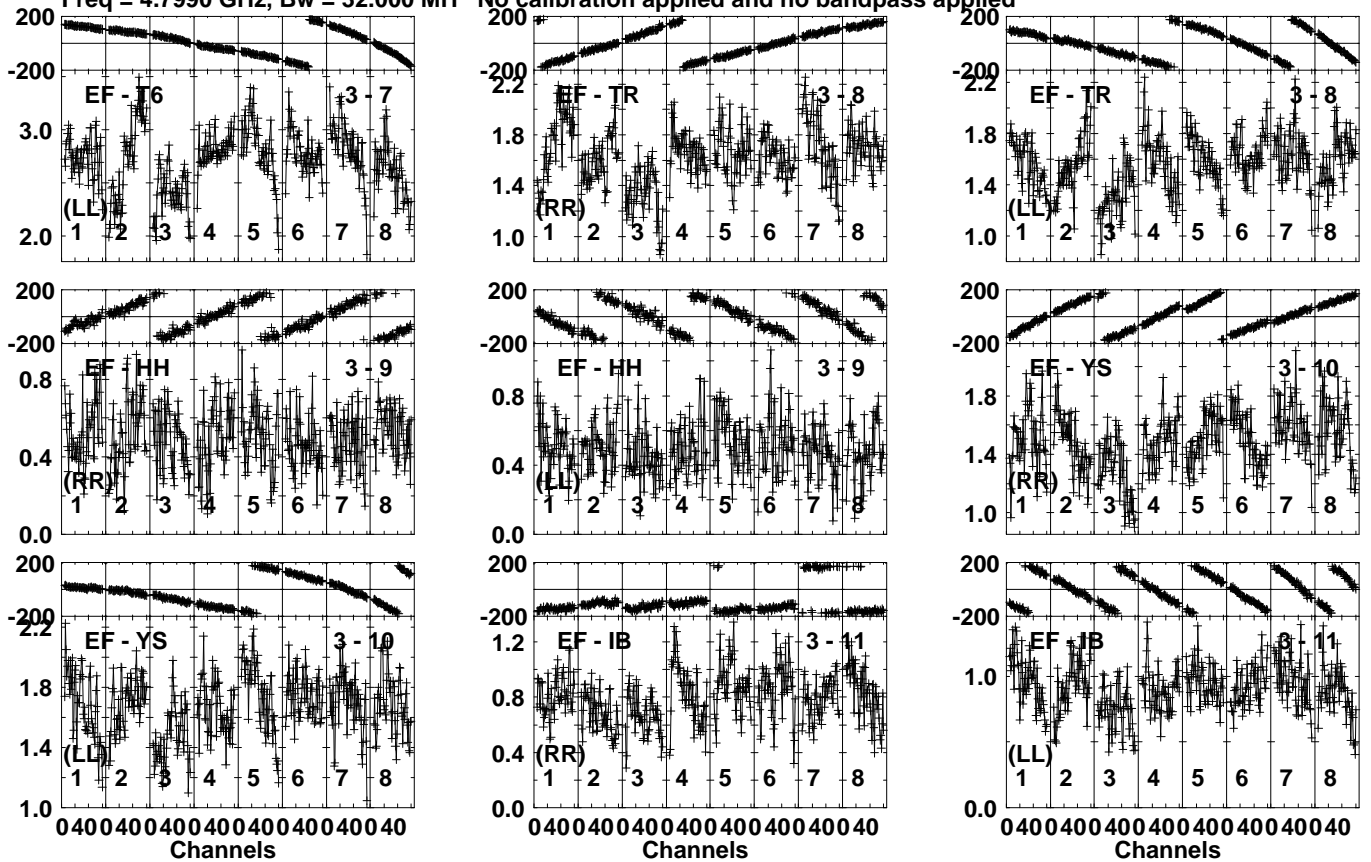 Freq = 4.7990 GHz, Bw = 32.000 MH No calibration applied and no bandpass applied
200
-200
EF - T6 3 - 7
3.0
2.0
(LL)
1 2 3 4 5 6 7 8
200
-200
2.2
EF - TR 3 - 8
1.8
1.4
1.0
(RR)
1 2 3 4 5 6 7 8
200
-200
2.2
EF - TR 3 - 8
1.8
1.4
1.0
(LL)
1 2 3 4 5 6 7 8
200
-200
EF - HH 3 - 9
0.8
0.4
0.0
(RR)
1 2 3 4 5 6 7 8
200
-200
EF - HH 3 - 9
0.8
0.4
0.0
(LL)
1 2 3 4 5 6 7 8
200
-200
EF - YS 3 - 10
1.8
1.4
1.0
(RR)
1 2 3 4 5 6 7 8
200
-200
2.2
EF - YS 3 - 10
1.8
1.4
1.0
(LL)
1 2 3 4 5 6 7 8
0 40 0 40 0 40 0 40 0 40 0 40 0 40 0 40
Channels
200
-200
EF - IB 3 - 11
1.2
0.8
0.4
0.0
(RR)
1 2 3 4 5 6 7 8
0 40 0 40 0 40 0 40 0 40 0 40 0 40 0 40
Channels
200
-200
EF - IB 3 - 11
1.0
0.0
(LL)
1 2 3 4 5 6 7 8
0 40 0 40 0 40 0 40 0 40 0 40 0 40 0 40
Channels